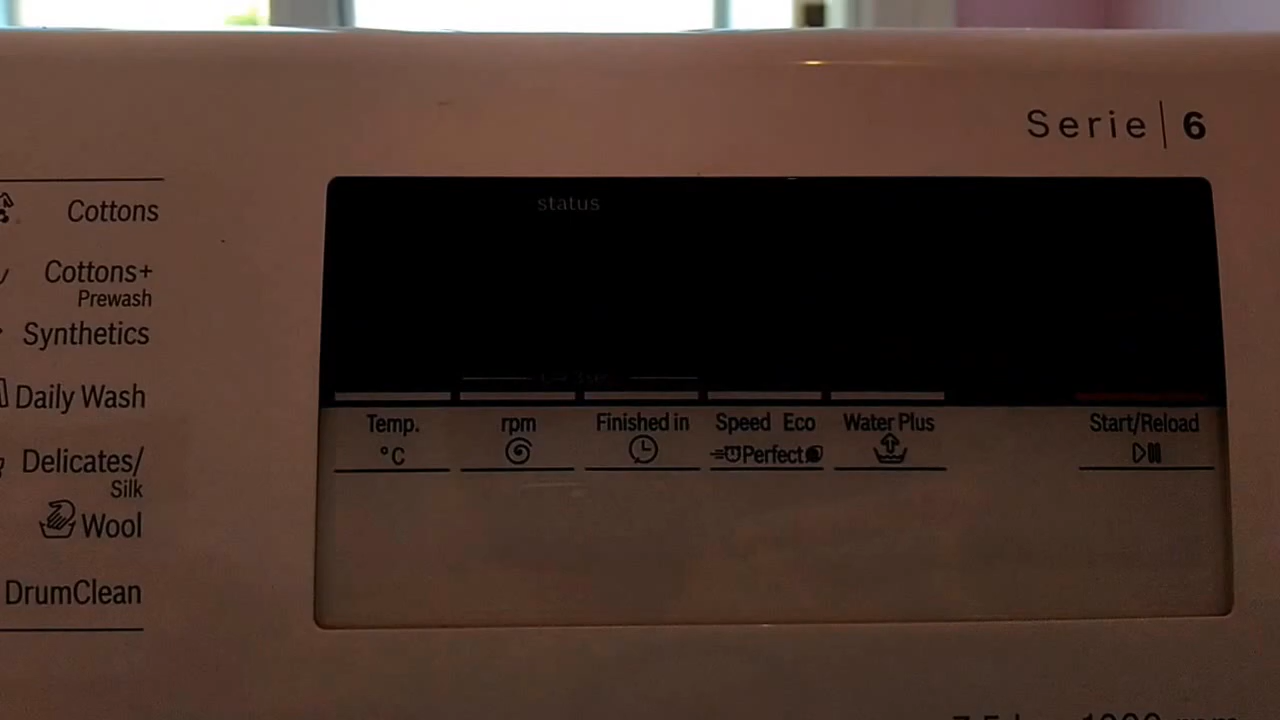 Serie | 6
status
Cottons
Cottons+
Prewash
Synthetics
Daily Wash
Delicates/
Silk
Wool
DrumClean
Temp. rpm Finished in Speed Eco Water Plus Start/Reload
°C Perfect